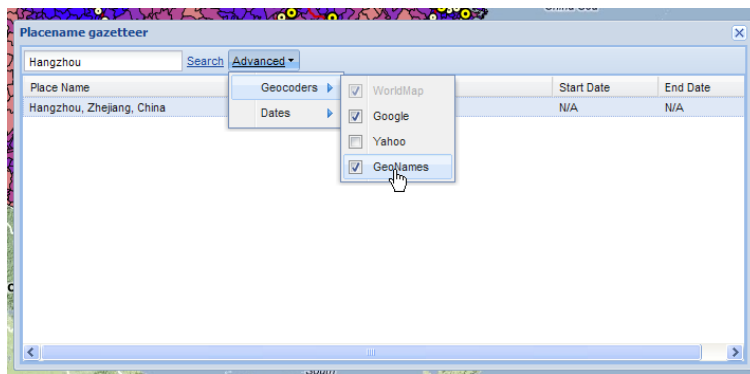 Placename gazetteer
Hangzhou Search Advanced
Place Name Start Date End Date
Hangzhou, Zhejiang, China N/A N/A
Geocoders
Dates
WorldMap
Google
Yahoo
GeoNames